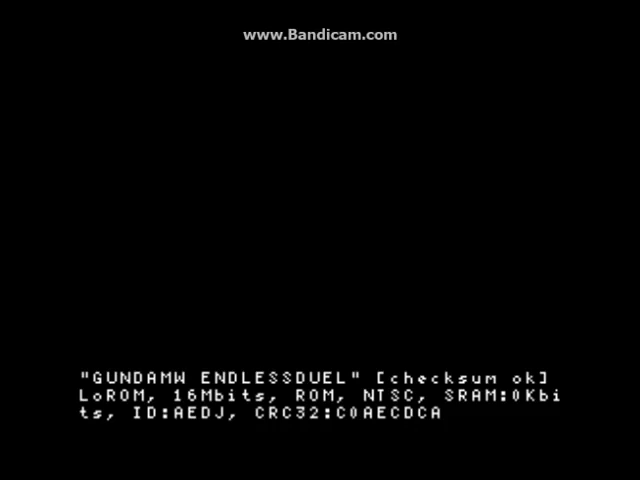 www.Bandicam.com
"GUNDAMW ENDLESSDUEL" [checksum ok]
LoROM, 16Mbits, ROM, NTSC, SRAM:0Kbi
ts, ID:AEDJ, CRC32:C0AECDCA